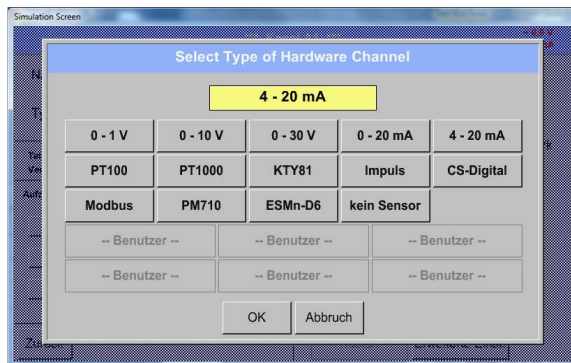 Simulation Screen
Select Type of Hardware Channel
4 - 20 mA
0 - 1 V 0 - 10 V 0 - 30 V 0 - 20 mA 4 - 20 mA
PT100 PT1000 KTY81 Impuls CS-Digital
Modbus PM710 ESMn-D6 kein Sensor
-- Benutzer -- -- Benutzer -- -- Benutzer --
-- Benutzer -- -- Benutzer -- -- Benutzer --
OK Abbruch
Zurück